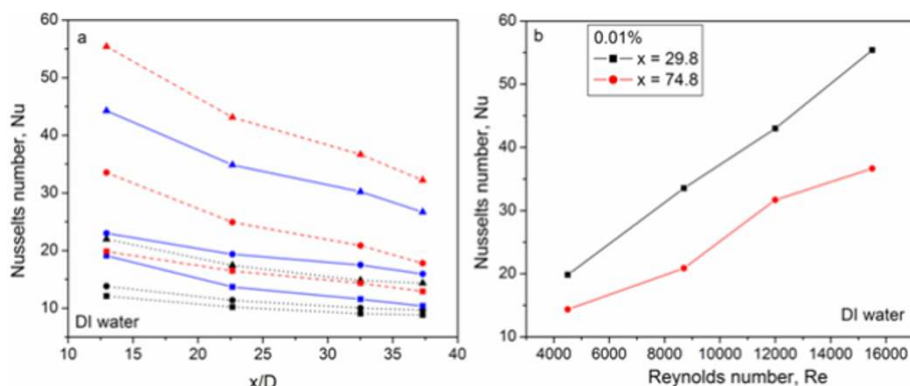 60
50
40
30
20
10
Nusselts number, Nu
a
DI water
10 15 20 25 30 35 40
x/D
60
50
40
30
20
10
Nusselts number, Nu
b
0.01%
x = 29.8
x = 74.8
DI water
4000 6000 8000 10000 12000 14000 16000
Reynolds number, Re